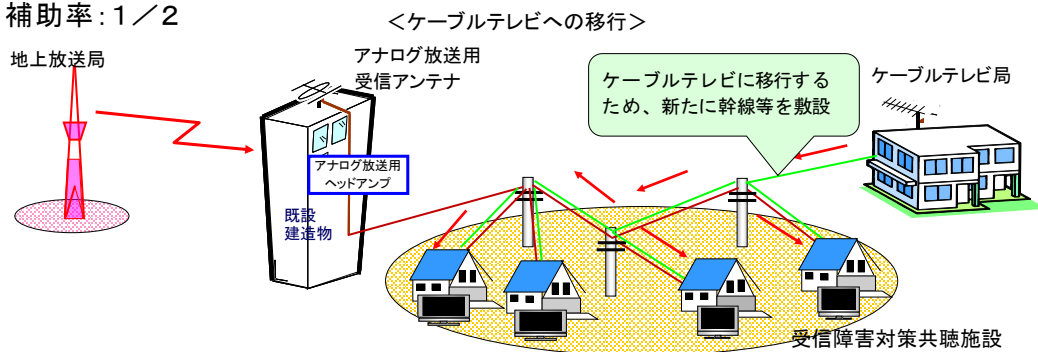 補助率：１／２
＜ケーブルテレビへの移行＞
地上放送局
アナログ放送用
受信アンテナ
ケーブルテレビに移行する
ため、新たに幹線等を敷設
ケーブルテレビ局
アナログ放送用
ヘッドアンプ
既設
建造物
受信障害対策共聴施設